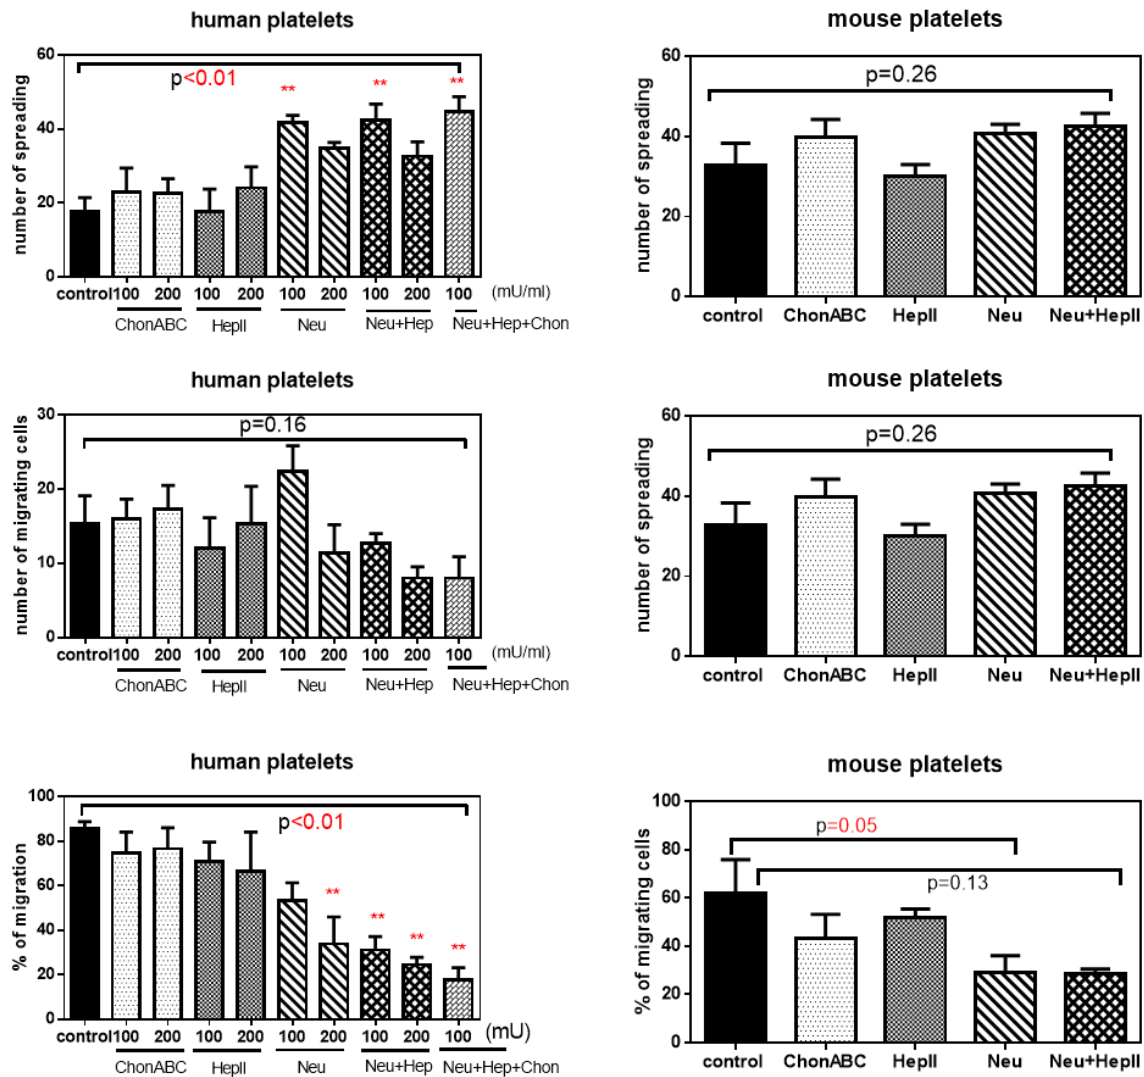 human platelets
number of spreading
60
40
20
0
p<0.01
**
**
**
control 100 200 100 200 100 200 100 200 100 (mU/ml)
ChonABC HepII Neu Neu+Hep Neu+Hep+Chon
mouse platelets
number of spreading
60
40
20
0
p=0.26
control ChonABC HepII Neu Neu+HepII
human platelets
number of migrating cells
30
20
10
0
p=0.16
control 100 200 100 200 100 200 100 200 100 (mU/ml)
ChonABC HepII Neu Neu+Hep Neu+Hep+Chon
mouse platelets
number of spreading
60
40
20
0
p=0.26
control ChonABC HepII Neu Neu+HepII
human platelets
% of migration
100
80
60
40
20
0
p<0.01
**
**
**
**
control 100 200 100 200 100 200 100 200 100 (mU)
ChonABC HepII Neu Neu+Hep Neu+Hep+Chon
mouse platelets
% of migrating cells
100
80
60
40
20
0
p=0.05
p=0.13
control ChonABC HepII Neu Neu+HepII